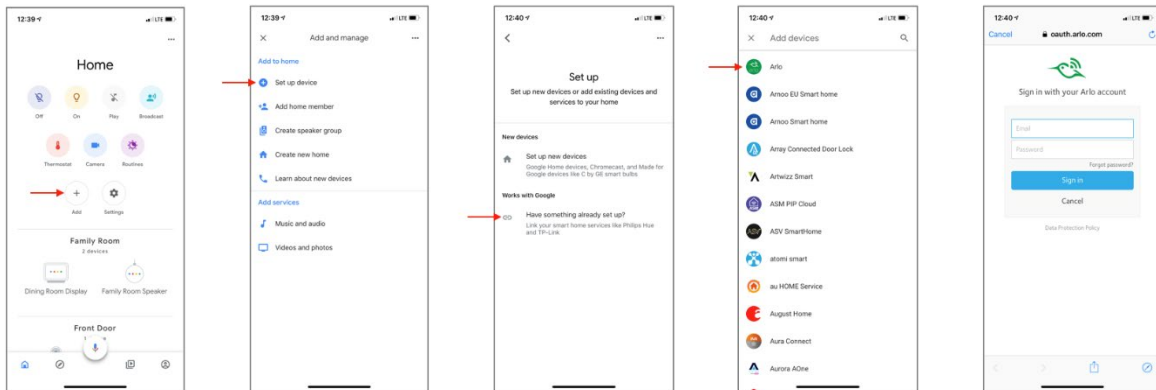 12:39
LTE
Home
Off
On
Play
Broadcast
Thermostat
Camera
Routines
Add
Settings
Family Room
2 devices
Dining Room Display
Family Room Speaker
Front Door
12:39
LTE
Add and manage
Add to home
Set up device
Add home member
Create speaker group
Create new home
Learn about new devices
Add services
Music and audio
Videos and photos
12:40
LTE
Set up
Set up new devices or add existing devices and
services to your home
New devices
Set up new devices
Google Home devices, Chromecast, and Made for
Google devices like C by GE smart bulbs
Works with Google
Have something already set up?
Link your smart home services like Philips Hue
and TP-Link
12:40
LTE
Add devices
Arlo
Arnoo EU Smart home
Arnoo Smart home
Array Connected Door Lock
Artwizz Smart
ASM PIP Cloud
ASV
ASV SmartHome
atomi smart
au HOME Service
August Home
Aura Connect
Aurora AOne
12:40
LTE
Cancel
oauth.arlo.com
Sign in with your Arlo account
Email
Password
Forgot password?
Sign in
Cancel
Data Protection Policy